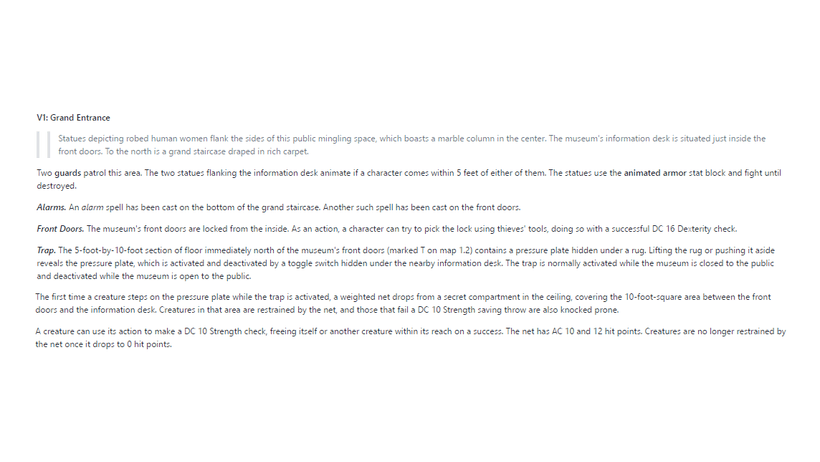 V1: Grand Entrance
Statues depicting robed human women flank the sides of this public mingling space, which boasts a marble column in the center. The museum's information desk is situated just inside the
front doors. To the north is a grand staircase draped in rich carpet.
Two guards patrol this area. The two statues flanking the information desk animate if a character comes within 5 feet of either of them. The statues use the animated armor stat block and fight until
destroyed.
Alarms. An alarm spell has been cast on the bottom of the grand staircase. Another such spell has been cast on the front doors.
Front Doors. The museum's front doors are locked from the inside. As an action, a character can try to pick the lock using thieves' tools, doing so with a successful DC 16 Dexterity check.
Trap. The 5-foot-by-10-foot section of floor immediately north of the museum's front doors (marked T on map 1.2) contains a pressure plate hidden under a rug. Lifting the rug or pushing it aside
reveals the pressure plate, which is activated and deactivated by a toggle switch hidden under the nearby information desk. The trap is normally activated while the museum is closed to the public
and deactivated while the museum is open to the public.
The first time a creature steps on the pressure plate while the trap is activated, a weighted net drops from a secret compartment in the ceiling, covering the 10-foot-square area between the front
doors and the information desk. Creatures in that area are restrained by the net, and those that fail a DC 10 Strength saving throw are also knocked prone.
A creature can use its action to make a DC 10 Strength check, freeing itself or another creature within its reach on a success. The net has AC 10 and 12 hit points. Creatures are no longer restrained by
the net once it drops to 0 hit points.